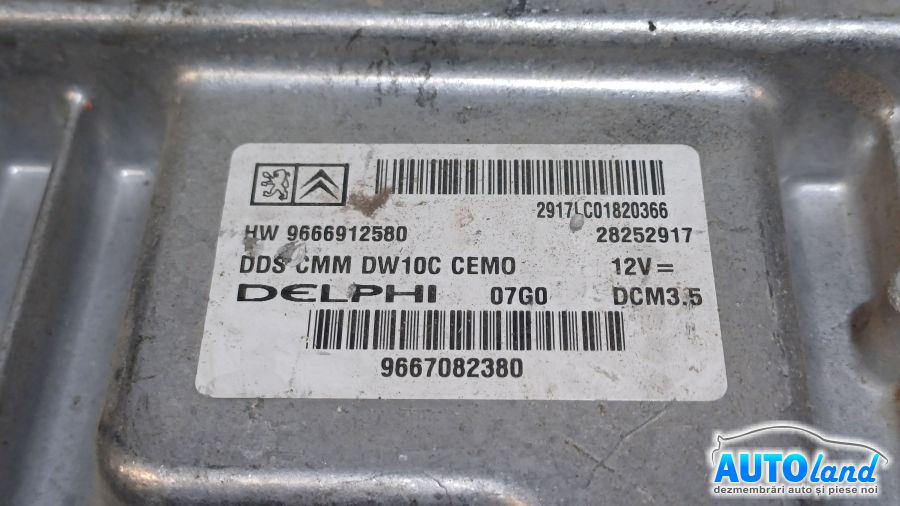 2917LC01820366
HW 9666912580 28252917
DDS CMM DW10C CEMO 12V=
DELPHI 07G0 DCM3.5
9667082380
AUTOland
dezmembrări auto și piese noi